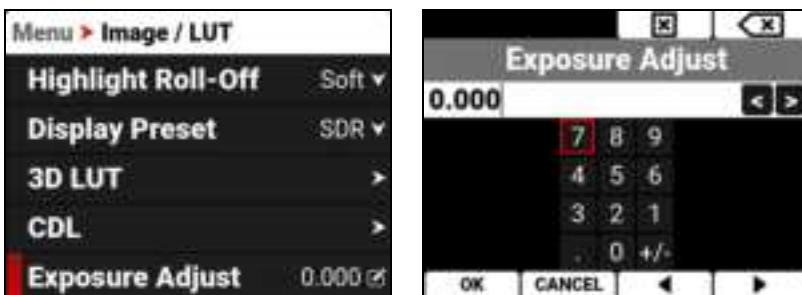 Menu > Image / LUT
Highlight Roll-Off Soft
Display Preset SDR
3D LUT >
CDL >
Exposure Adjust 0.000
Exposure Adjust
0.000 < >
7 8 9
4 5 6
3 2 1
. 0 +/-
OK CANCEL